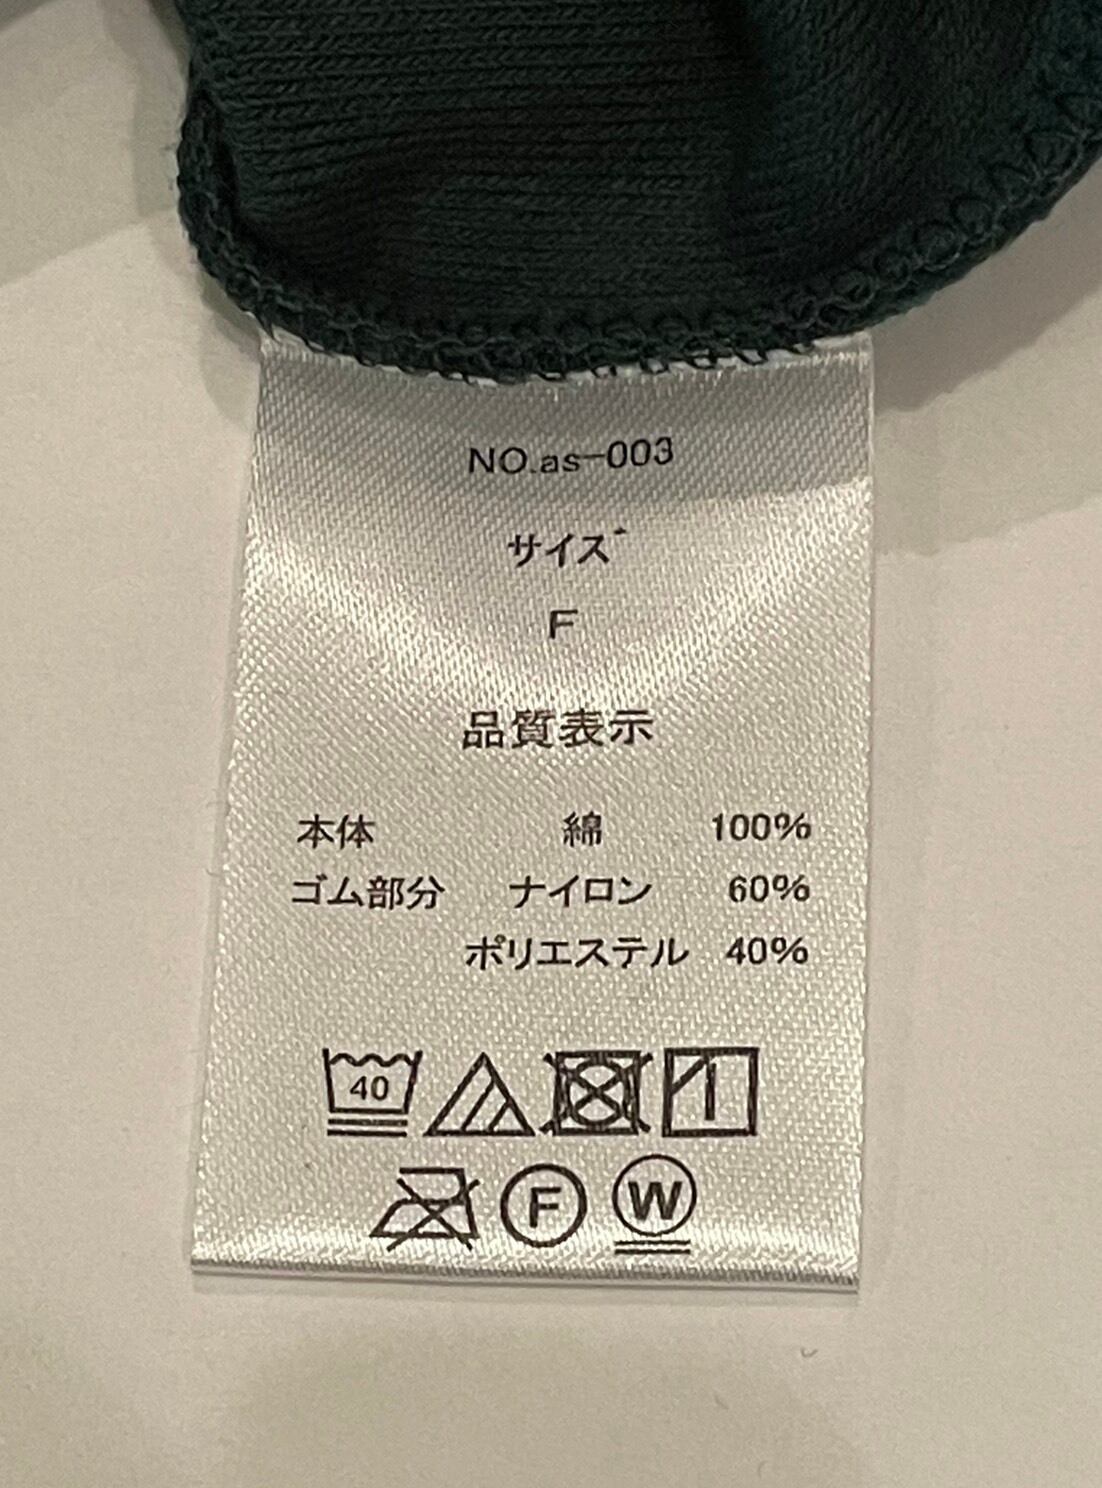 NO.as-003
サイズ
F
品質表示
本体 綿 100%
ゴム部分 ナイロン 60%
ポリエステル 40%
40
F W